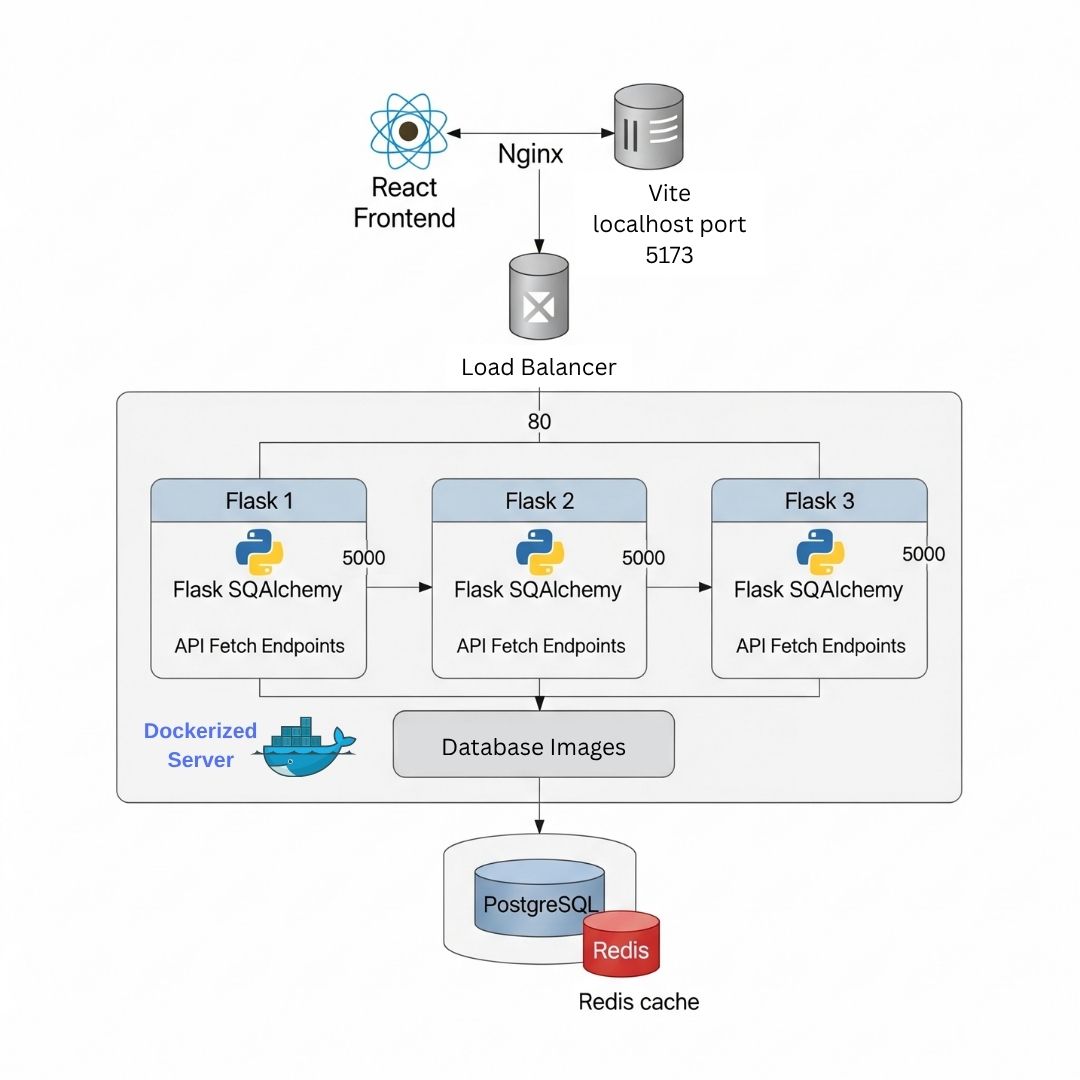 Nginx
React
Frontend
Vite
localhost port
5173
Load Balancer
80
Flask 1
Flask 2
Flask 3
5000
5000
5000
Flask SQAlchemy
Flask SQAlchemy
Flask SQAlchemy
API Fetch Endpoints
API Fetch Endpoints
API Fetch Endpoints
Dockerized
Server
Database Images
PostgreSQL
Redis
Redis cache